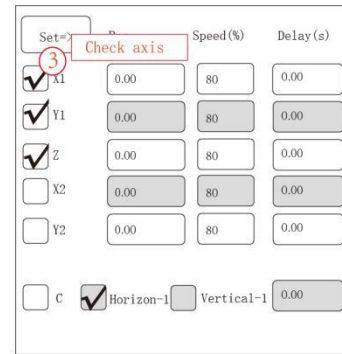 Set=> Speed(%) Delay(s)
3 Check axis
X1 0.00 80 0.00
Y1 0.00 80 0.00
Z 0.00 80 0.00
X2 0.00 80 0.00
Y2 0.00 80 0.00
C Horizon-1 Vertical-1 0.00